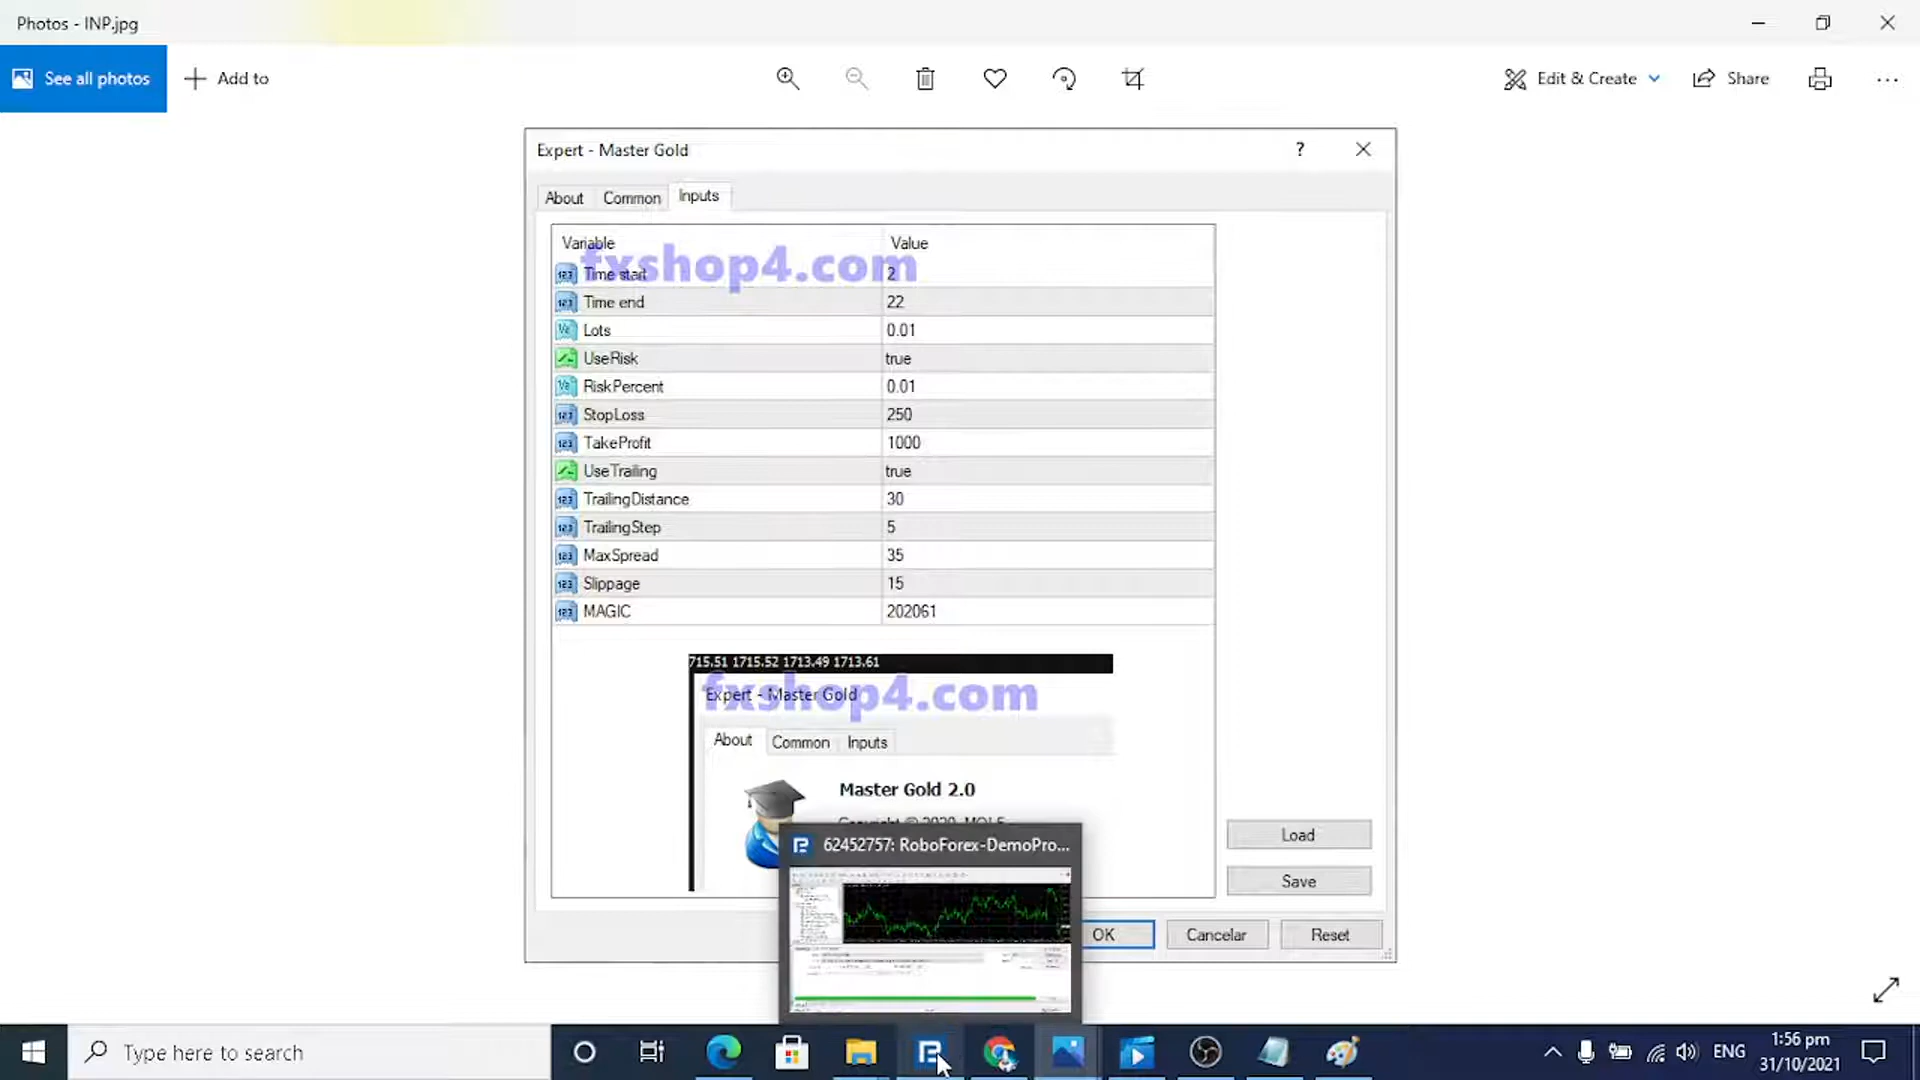 Photos - INP.jpg
See all photos
Add to
Edit & Create
Share
Expert - Master Gold
?
About Common Inputs
Variable Value
fxshop4.com
Time start 2
Time end 22
Lots 0.01
UseRisk true
RiskPercent 0.01
StopLoss 250
TakeProfit 1000
UseTrailing true
TrailingDistance 30
TrailingStep 5
MaxSpread 35
Slippage 15
MAGIC 202061
715.51 1715.52 1713.49 1713.61
Expert - Master Gold
fxshop4.com
About Common Inputs
Master Gold 2.0
62452757: RoboForex-DemoPro...
Load
Save
OK Cancelar Reset
Type here to search
ENG
1:56 pm
31/10/2021